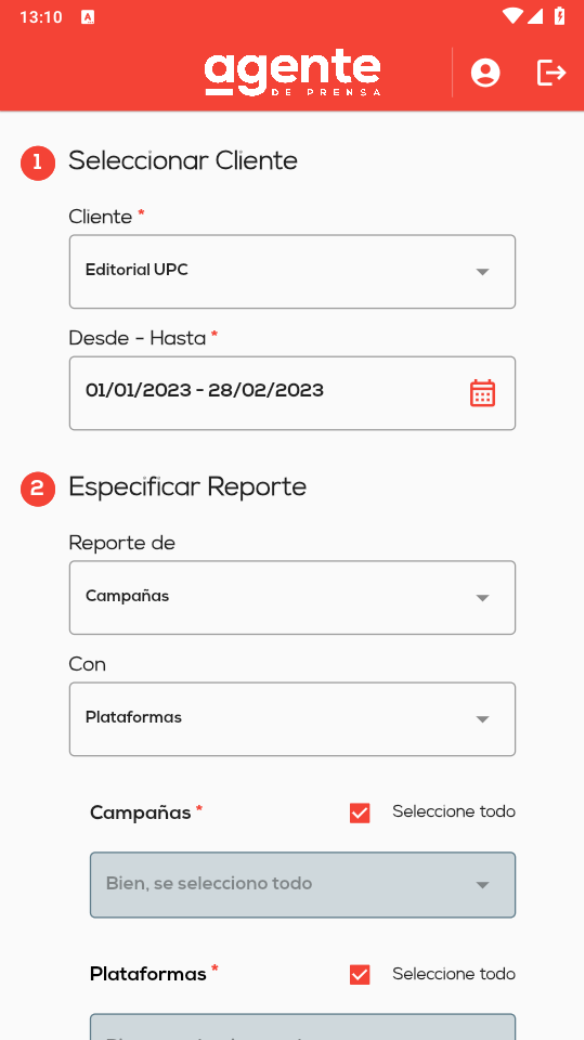 13:10
agente
DE PRENSA
1 Seleccionar Cliente
Cliente *
Editorial UPC
Desde - Hasta *
01/01/2023 - 28/02/2023
2 Especificar Reporte
Reporte de
Campañas
Con
Plataformas
Campañas * Seleccione todo
Bien, se selecciono todo
Plataformas * Seleccione todo